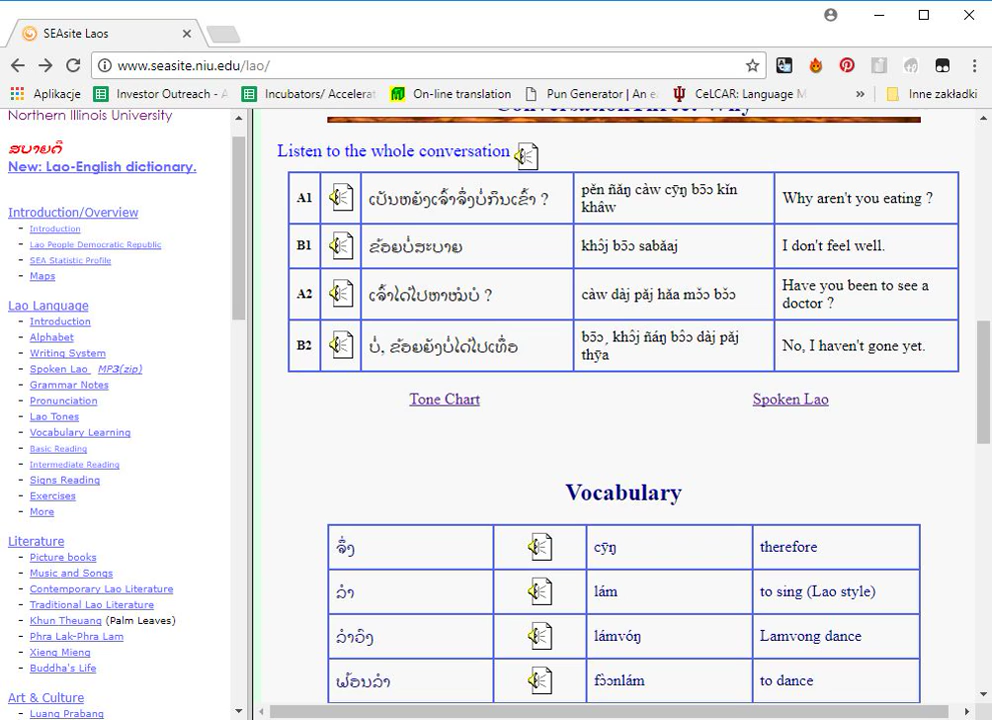 SEAsite Laos
www.seasite.niu.edu/lao/
Aplikacje
Investor Outreach - A
Incubators/ Accelerat
On-line translation
Pun Generator | An e
CeLCAR: Language M
»
Inne zakładki
Northern Illinois University
ສບາຍດີ
New: Lao-English dictionary.
Introduction/Overview
- Introduction
- Lao People Democratic Republic
- SEA Statistic Profile
- Maps
Lao Language
- Introduction
- Alphabet
- Writing System
- Spoken Lao MP3(zip)
- Grammar Notes
- Pronunciation
- Lao Tones
- Vocabulary Learning
- Basic Reading
- Intermediate Reading
- Signs Reading
- Exercises
- More
Literature
- Picture books
- Music and Songs
- Contemporary Lao Literature
- Traditional Lao Literature
- Khun Theuang (Palm Leaves)
- Phra Lak-Phra Lam
- Xieng Mieng
- Buddha's Life
Art & Culture
- Luang Prabang
Conversation Three: Why
Listen to the whole conversation
A1 ເປັນຫຍັງເຈົ້າຈຶ່ງບໍ່ກິນເຂົ້າ ? pěn ñăŋ càw cȳŋ bɔ̄ɔ kǐn
khâw Why aren't you eating ?
B1 ຂ້ອຍບໍ່ສະບາຍ khɔ̂j bɔ̄ɔ sabăaj I don't feel well.
A2 ເຈົ້າໄດ້ໄປຫາໝໍບໍ ? càw dàj pǎj hǎa mɔ̌ɔ bɔ̌ɔ Have you been to see a
doctor ?
B2 ບໍ່, ຂ້ອຍຍັງບໍ່ໄດ້ໄປເທື່ອ bɔ̄ɔ, khɔ̂j ñáŋ bɔ̂ɔ dàj pǎj
thȳa No, I haven't gone yet.
Tone Chart Spoken Lao
Vocabulary
ຈຶ່ງ cȳŋ therefore
ລຳ lám to sing (Lao style)
ລຳວົງ lámvóŋ Lamvong dance
ຟ້ອນລຳ fɔ̂ɔnlám to dance